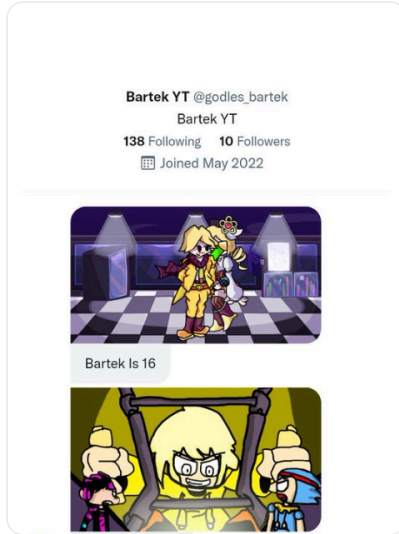 Bartek YT @godles_bartek
Bartek YT
138 Following 10 Followers
Joined May 2022
Bartek Is 16